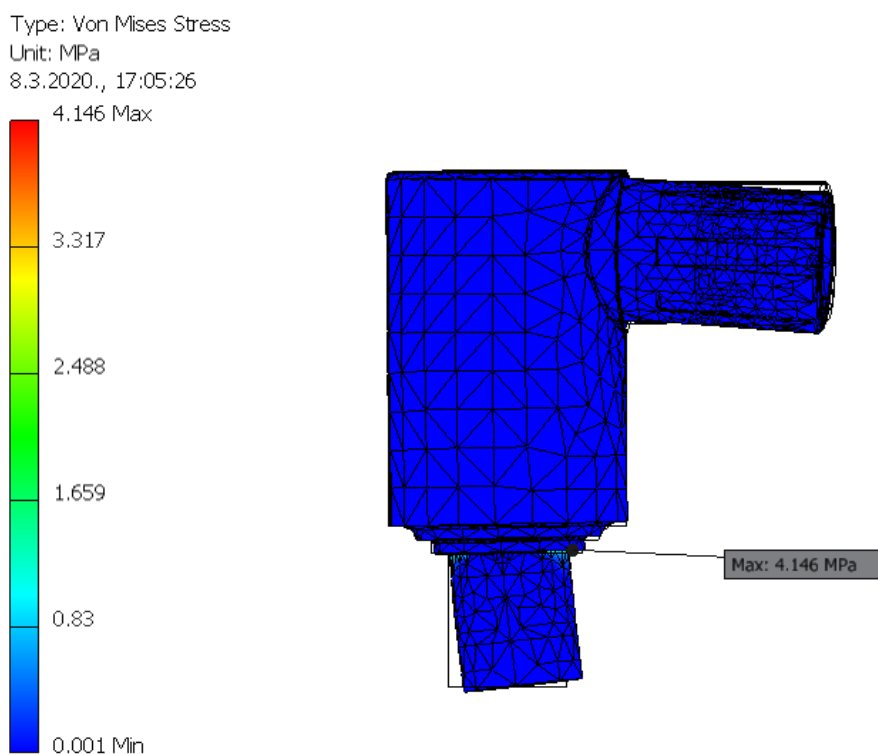 Type: Von Mises Stress
Unit: MPa
8.3.2020., 17:05:26
4.146 Max
3.317
2.488
1.659
0.83
0.001 Min
Max: 4.146 MPa